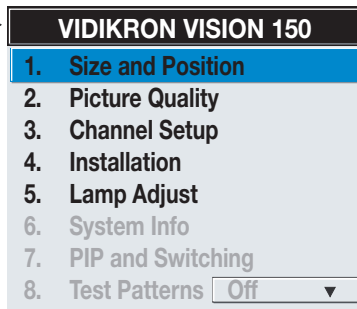 VIDIKRON VISION 150
1. Size and Position
2. Picture Quality
3. Channel Setup
4. Installation
5. Lamp Adjust
6. System Info
7. PIP and Switching
8. Test Patterns Off ▼